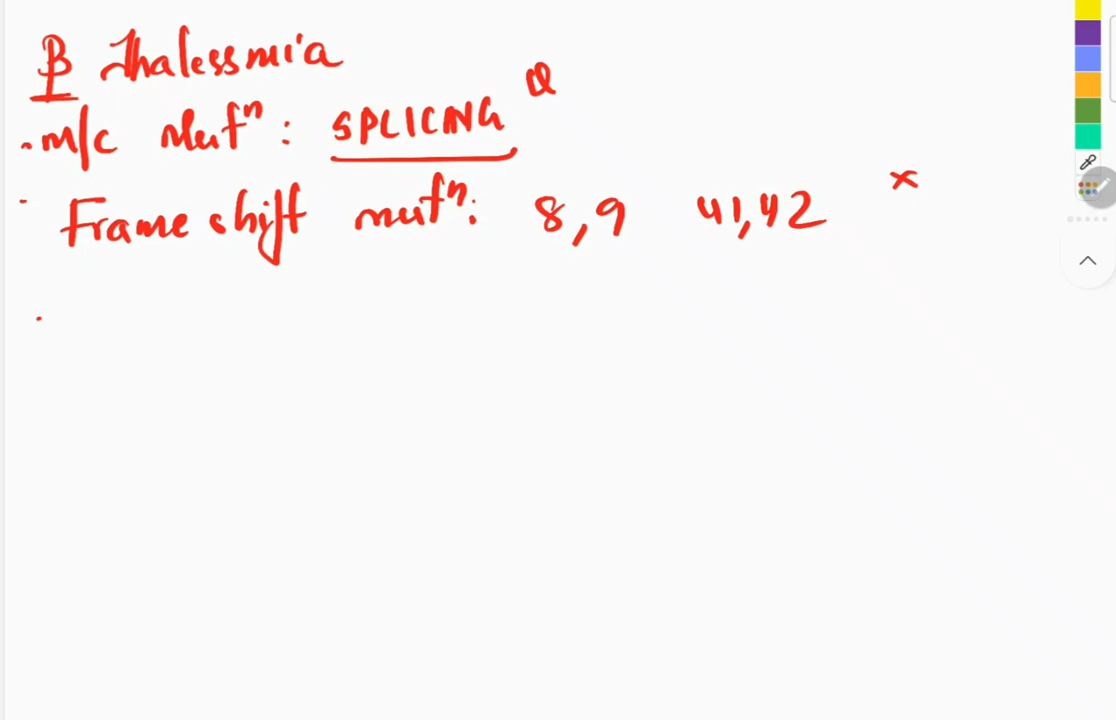 β Thalessmia
. m/c Mutⁿ : SPLICING Q
. Frame shift mutⁿ: 8,9 41,42 x
.